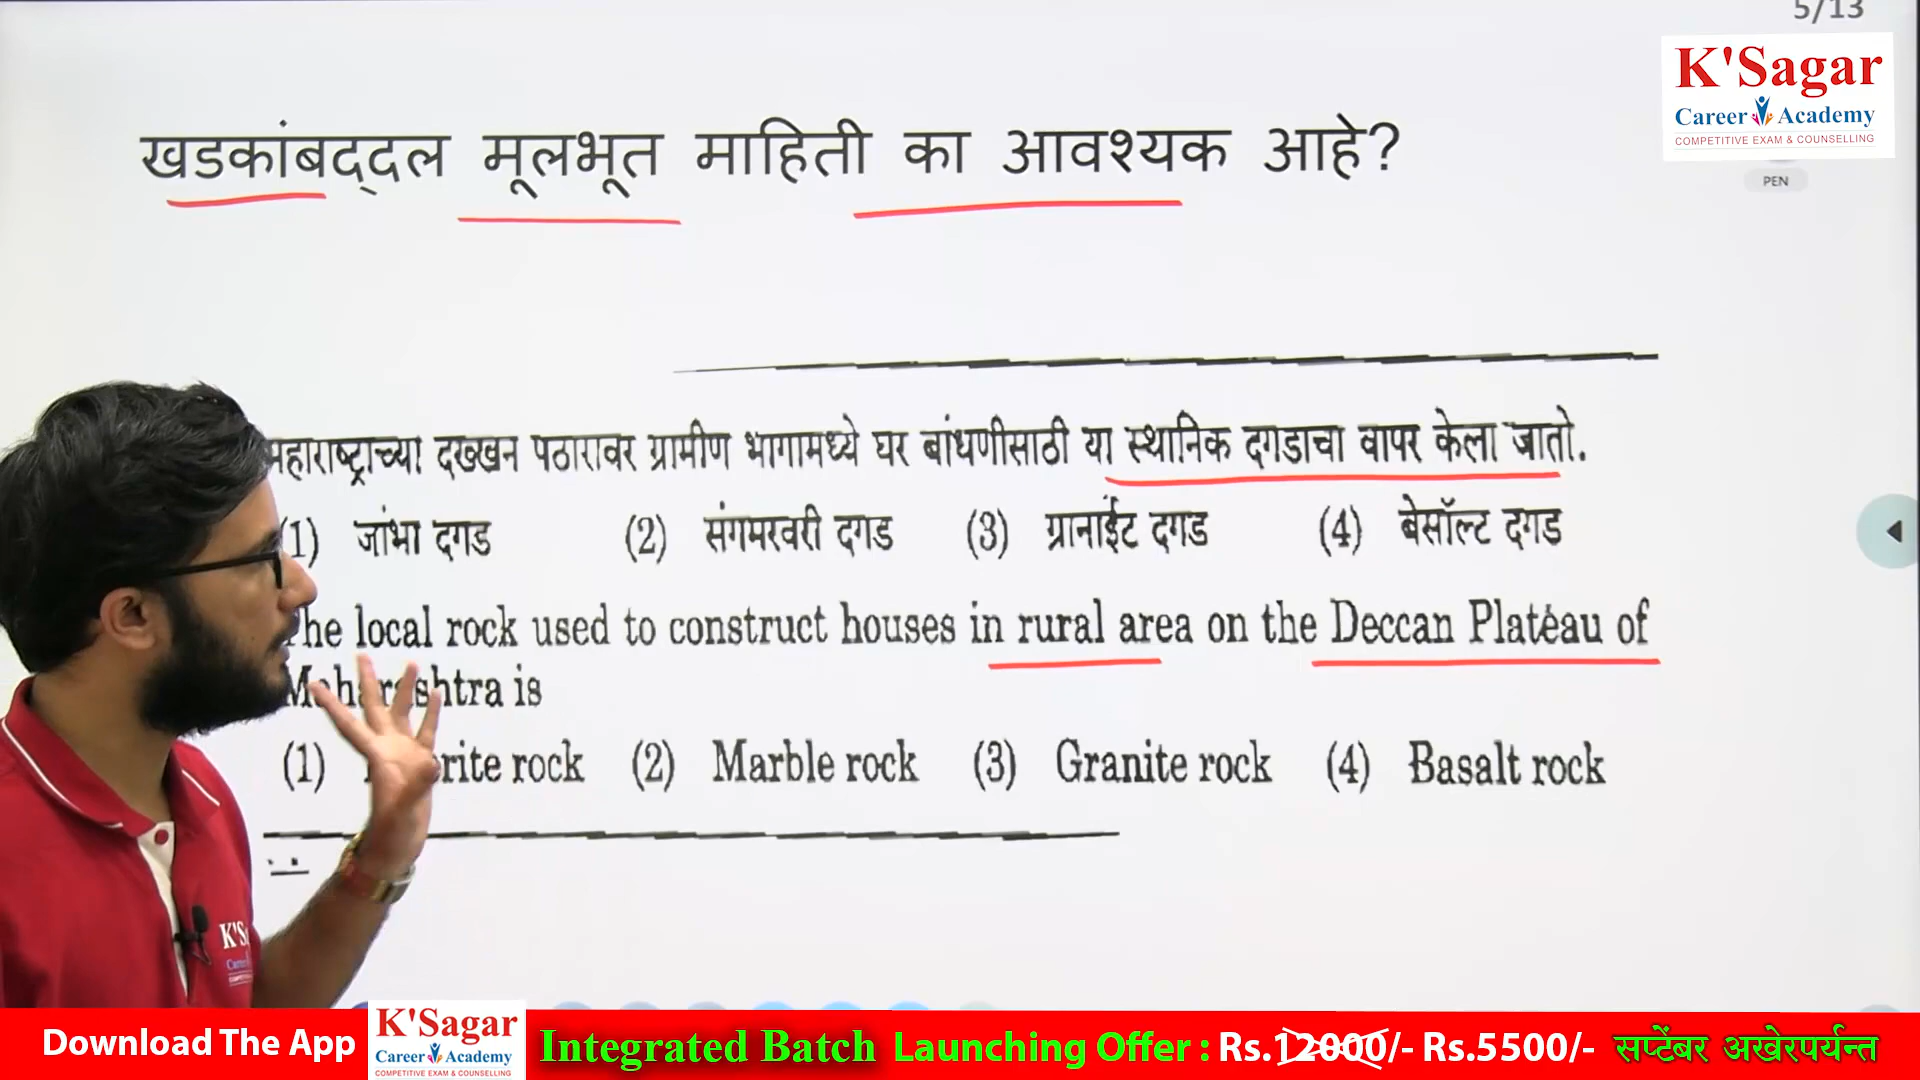 5/13
K'Sagar
Career Academy
COMPETITIVE EXAM & COUNSELLING
PEN
खडकांबद्दल मूलभूत माहिती का आवश्यक आहे?
महाराष्ट्राच्या दख्खन पठारावर ग्रामीण भागामध्ये घर बांधणीसाठी या स्थानिक दगडाचा वापर केला जातो.
(1) जांभा दगड (2) संगमरवरी दगड (3) ग्रानाईट दगड (4) बेसॉल्ट दगड
The local rock used to construct houses in rural area on the Deccan Plateau of
Maharashtra is
(1) rock (2) Marble rock (3) Granite rock (4) Basalt rock
Download The App K'Sagar Career Academy COMPETITIVE EXAM & COUNSELLING Integrated Batch Launching Offer : Rs.12000/- Rs.5500/- सप्टेंबर अखेरपर्यन्त